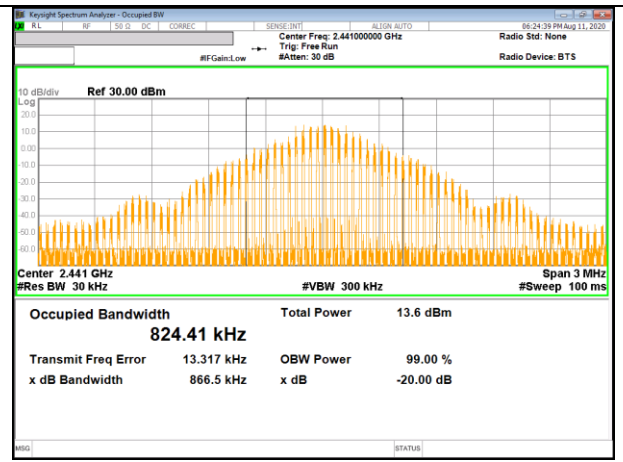 Keysight Spectrum Analyzer - Occupied BW
RL RF 50 Ω DC CORREC SENSE:INT ALIGN AUTO 06:24:39 PM Aug 11, 2020
Center Freq: 2.441000000 GHz Radio Std: None
Trig: Free Run
#IFGain:Low #Atten: 30 dB Radio Device: BTS
10 dB/div Ref 30.00 dBm
Log
20.0
10.0
0.00
-10.0
-20.0
-30.0
-40.0
-50.0
-60.0
Center 2.441 GHz Span 3 MHz
#Res BW 30 kHz #VBW 300 kHz #Sweep 100 ms
Occupied Bandwidth Total Power 13.6 dBm
824.41 kHz
Transmit Freq Error 13.317 kHz OBW Power 99.00 %
x dB Bandwidth 866.5 kHz x dB -20.00 dB
MSG STATUS